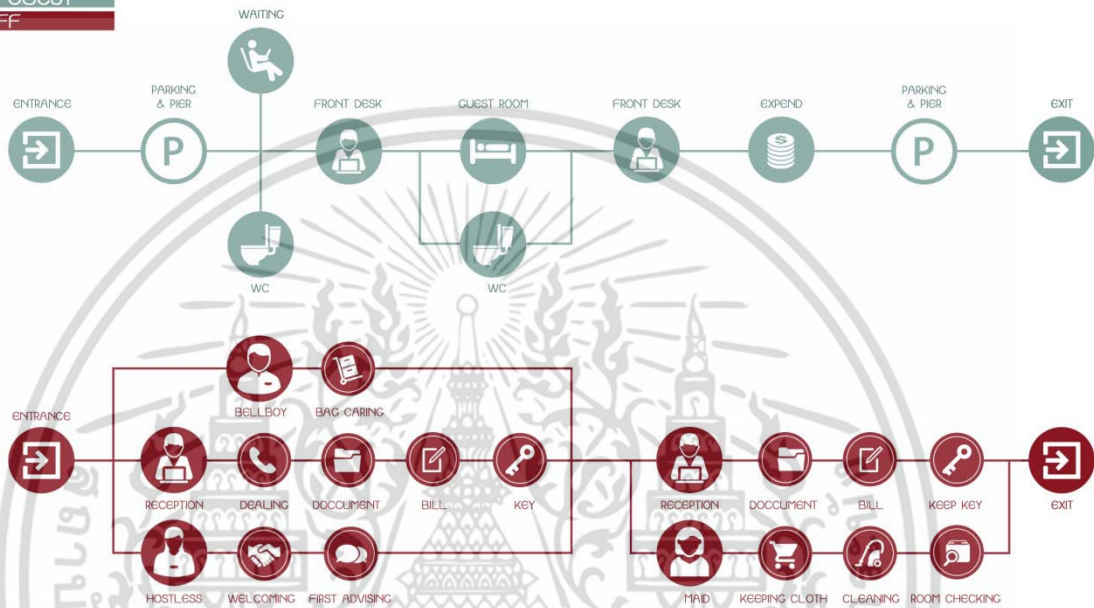 WAITING
ENTRANCE
PARKING
& PIER
FRONT DESK
GUEST ROOM
FRONT DESK
EXPEND
PARKING
& PIER
EXIT
P
P
WC
WC
ENTRANCE
BELLBOY
BAG CARING
RECEPTION
DEALING
DOCCUMENT
BILL
KEY
RECEPTION
DOCCUMENT
BILL
KEEP KEY
EXIT
HOSTLESS
WELCOMING
FIRST ADVISING
MAID
KEEPING CLOTH
CLEANING
ROOM CHECKING